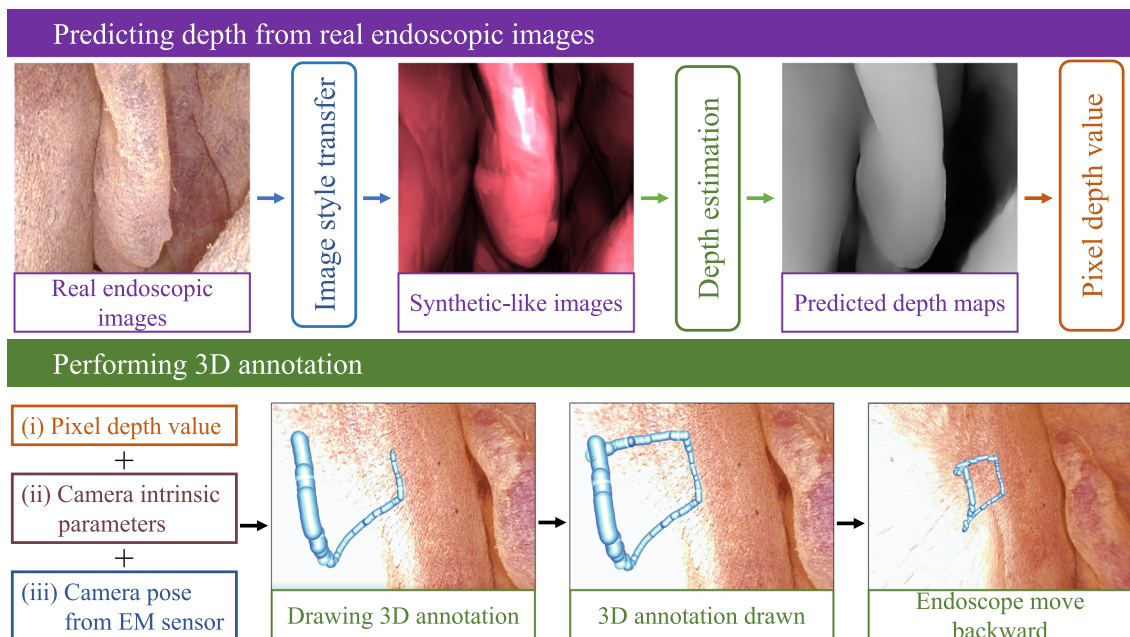 Predicting depth from real endoscopic images
Real endoscopic
images
Image style transfer
Synthetic-like images
Depth estimation
Predicted depth maps
Pixel depth value
Performing 3D annotation
(i) Pixel depth value
+
(ii) Camera intrinsic
parameters
+
(iii) Camera pose
from EM sensor
Drawing 3D annotation
3D annotation drawn
Endoscope move
backward